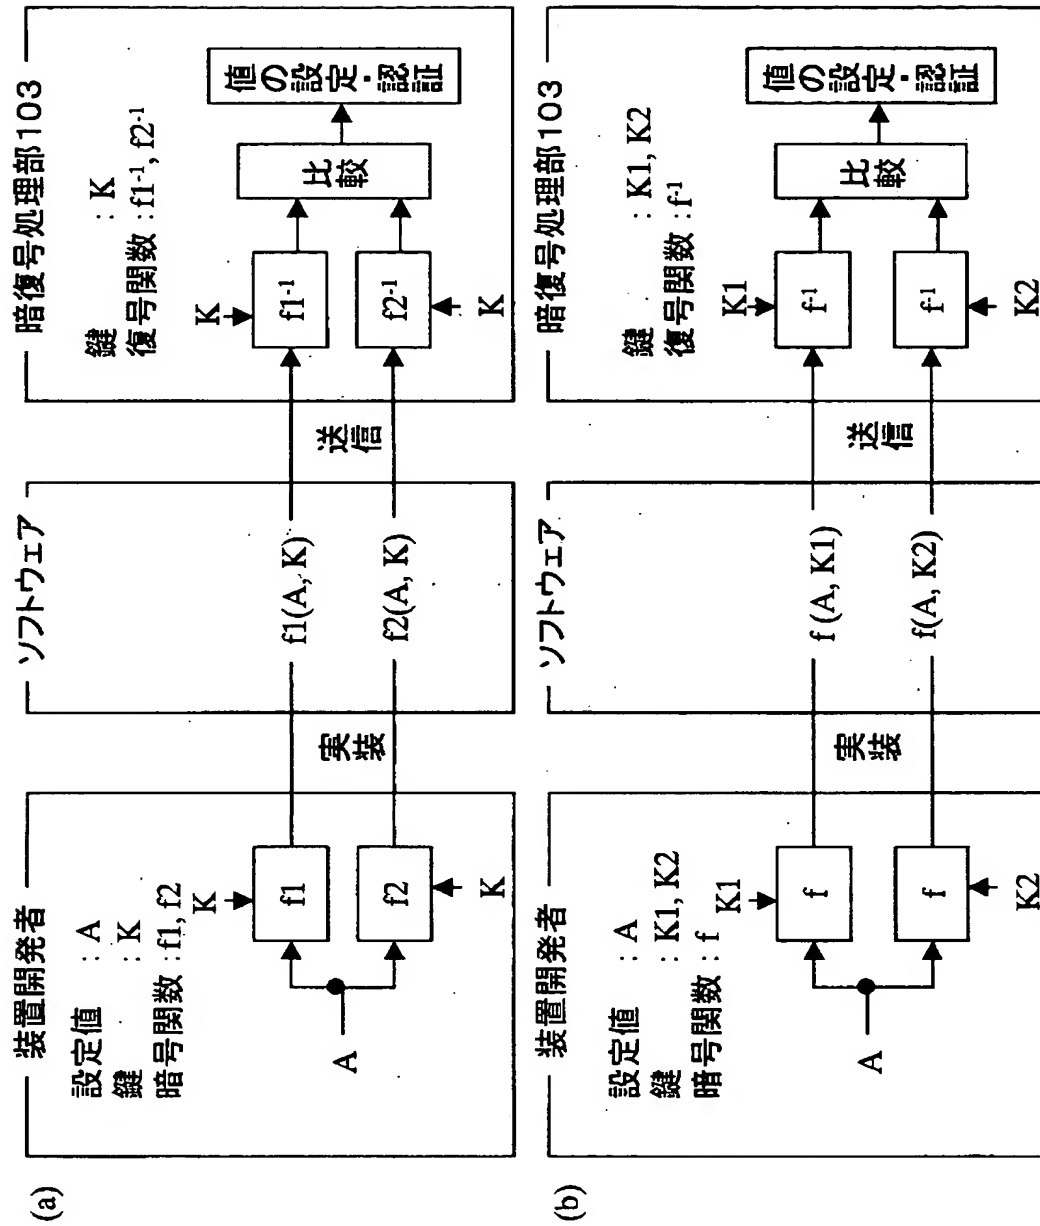 (a)
装置開発者
設定値 : A
鍵 : K
暗号関数 : f1, f2
A
K
f1
f2
K
実装
ソフトウェア
f1(A, K)
f2(A, K)
送信
暗復号処理部103
鍵 : K
復号関数 : f1⁻¹, f2⁻¹
K
f1⁻¹
f2⁻¹
K
比較
値の設定・認証
(b)
装置開発者
設定値 : A
鍵 : K1, K2
暗号関数 : f
A
K1
f
f
K2
実装
ソフトウェア
f (A, K1)
f(A, K2)
送信
暗復号処理部103
鍵 : K1, K2
復号関数 : f⁻¹
K1
f⁻¹
f⁻¹
K2
比較
値の設定・認証